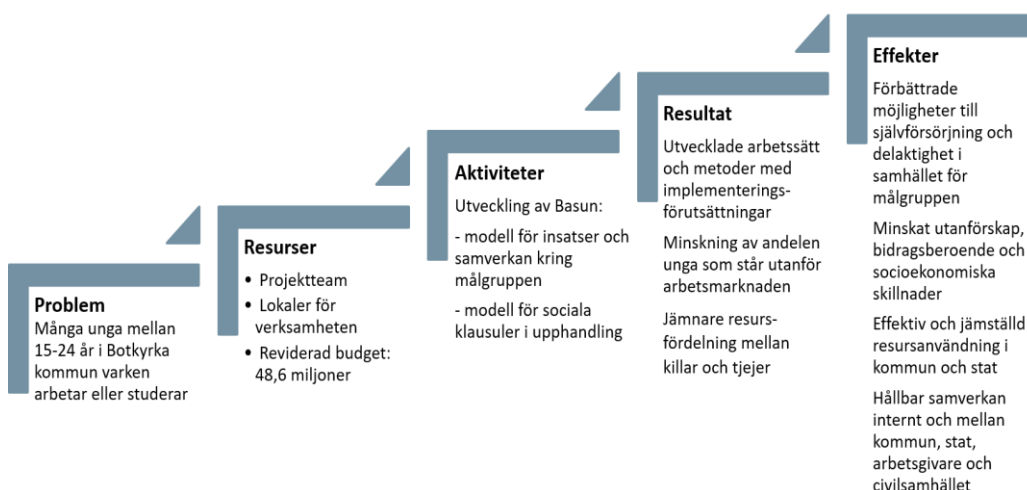 Problem
Många unga mellan
15-24 år i Botkyrka
kommun varken
arbetar eller studerar
Resurser
• Projektteam
• Lokaler för
verksamheten
• Reviderad budget:
48,6 miljoner
Aktiviteter
Utveckling av Basun:
- modell för insatser och
samverkan kring
målgruppen
- modell för sociala
klausuler i upphandling
Resultat
Utvecklade arbetssätt
och metoder med
implementerings-
förutsättningar
Minskning av andelen
unga som står utanför
arbetsmarknaden
Jämnare resurs-
fördelning mellan
killar och tjejer
Effekter
Förbättrade
möjligheter till
självförsörjning och
delaktighet i
samhället för
målgruppen
Minskat utanförskap,
bidragsberoende och
socioekonomiska
skillnader
Effektiv och jämställd
resursanvändning i
kommun och stat
Hållbar samverkan
internt och mellan
kommun, stat,
arbetsgivare och
civilsamhället